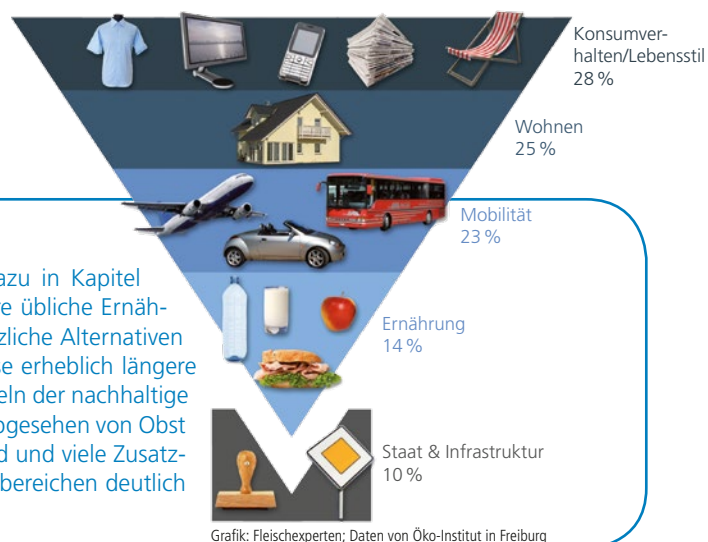 Konsumver-
halten/Lebensstil
28 %
Wohnen
25 %
Mobilität
23 %
Ernährung
14 %
Staat & Infrastruktur
10 %
Grafik: Fleischexperten; Daten von Öko-Institut in Freiburg
azu in Kapitel
e übliche Ernäh-
zliche Alternativen
se erheblich längere
eln der nachhaltige
ogesehen von Obst
d und viele Zusatz-
bereichen deutlich